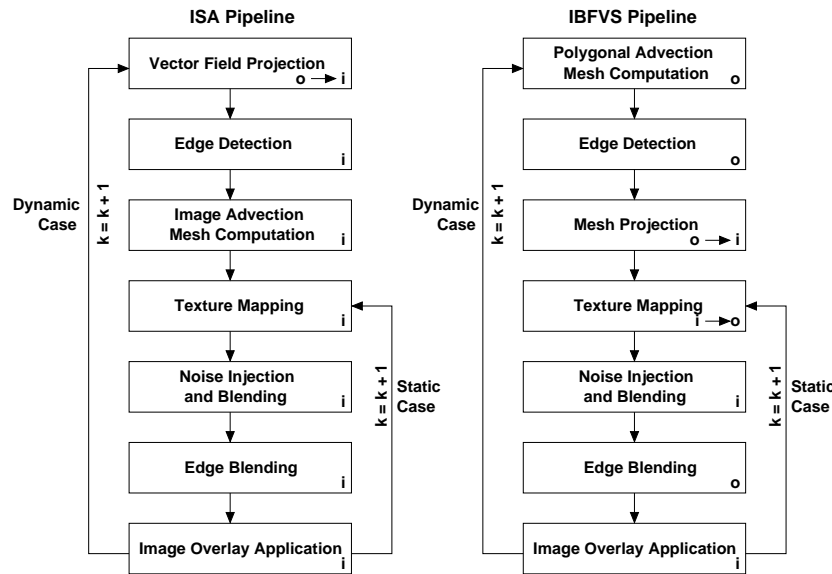 ISA Pipeline
Vector Field Projection
o i
Edge Detection
i
Image Advection
Mesh Computation
i
Texture Mapping
i
Noise Injection
and Blending
i
Edge Blending
i
Image Overlay Application
i
Dynamic
Case
k = k + 1
k = k + 1
Static
Case
IBFVS Pipeline
Polygonal Advection
Mesh Computation
o
Edge Detection
o
Mesh Projection
o i
Texture Mapping
i o
Noise Injection
and Blending
i
Edge Blending
o
Image Overlay Application
i
Dynamic
Case
k = k + 1
k = k + 1
Static
Case